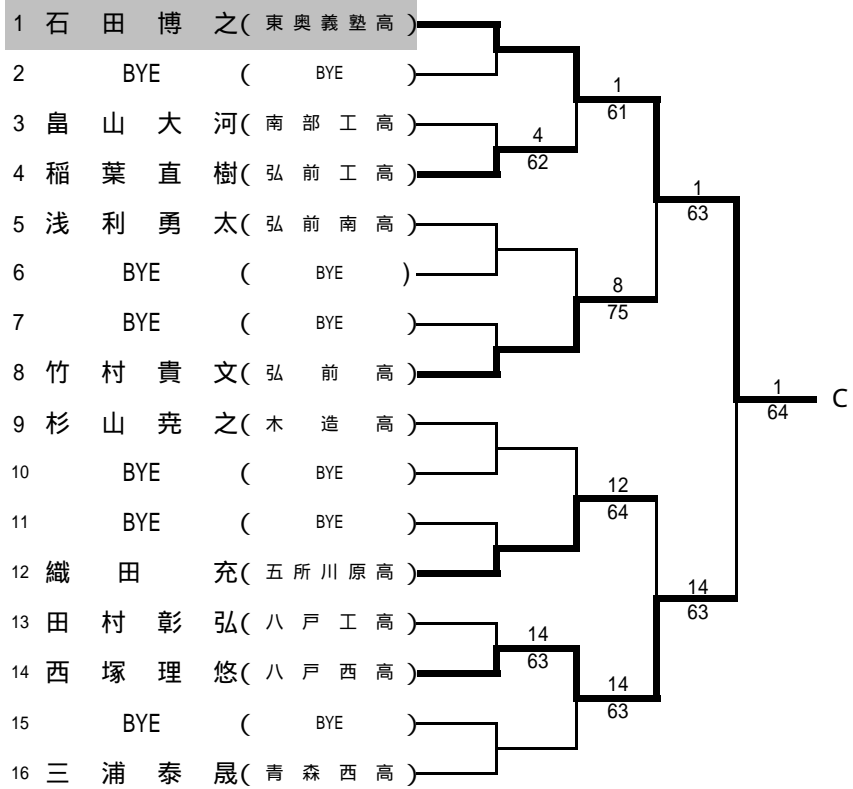 1 石田博之(東奥義塾高)
2 BYE (BYE)
1
61
3 畠山大河(南部工高)
4
62
4 稲葉直樹(弘前工高)
1
63
5 浅利勇太(弘前南高)
6 BYE (BYE)
8
75
7 BYE (BYE)
8 竹村貴文(弘前高)
1
64
C
9 杉山尭之(木造高)
10 BYE (BYE)
12
64
11 BYE (BYE)
12 織田充(五所川原高)
14
63
13 田村彰弘(八戸工高)
14
63
14 西塚理悠(八戸西高)
14
63
15 BYE (BYE)
16 三浦泰晟(青森西高)